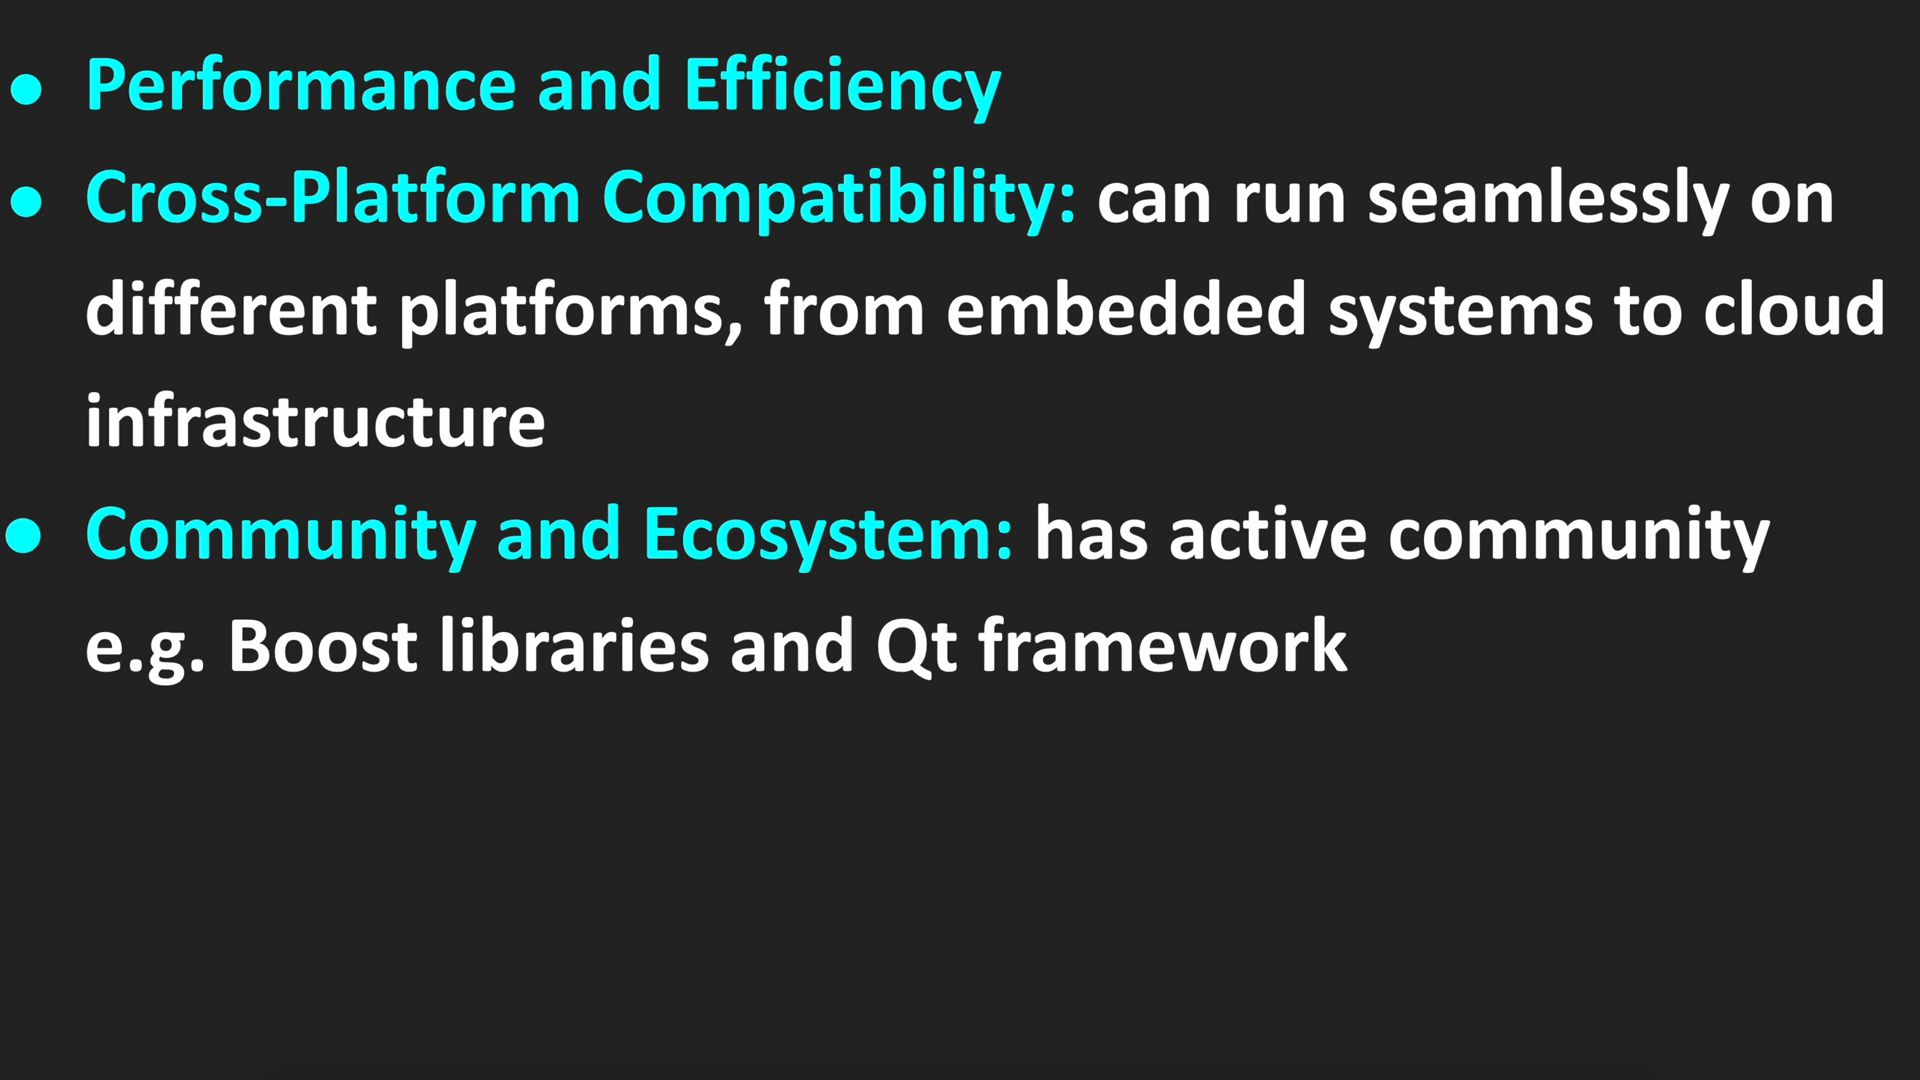 • Performance and Efficiency
• Cross-Platform Compatibility: can run seamlessly on
different platforms, from embedded systems to cloud
infrastructure
• Community and Ecosystem: has active community
e.g. Boost libraries and Qt framework